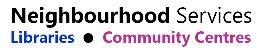 Neighbourhood Services
Libraries ● Community Centres